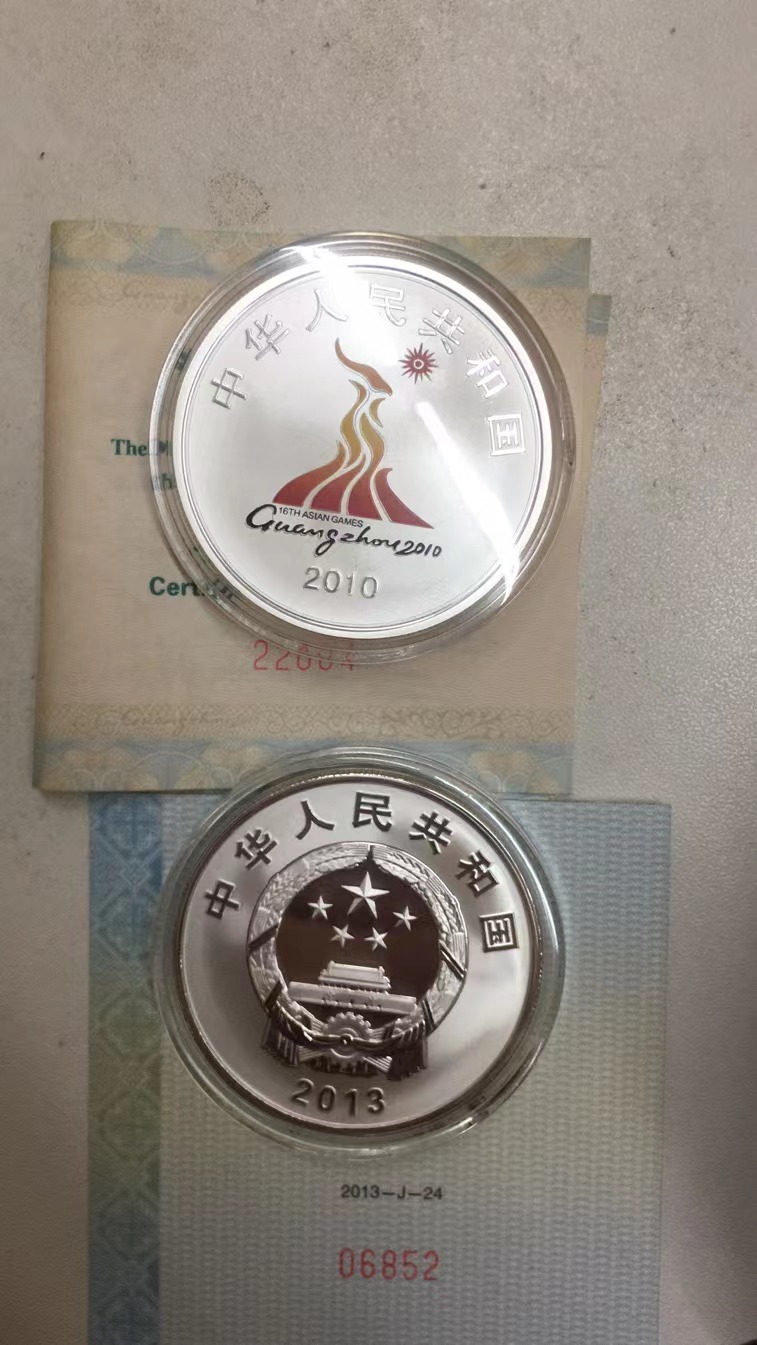 中华人民共和国
16TH ASIAN GAMES
Guangzhou 2010
2010
The
中华人民共和国
2013
2013-J-24
06852